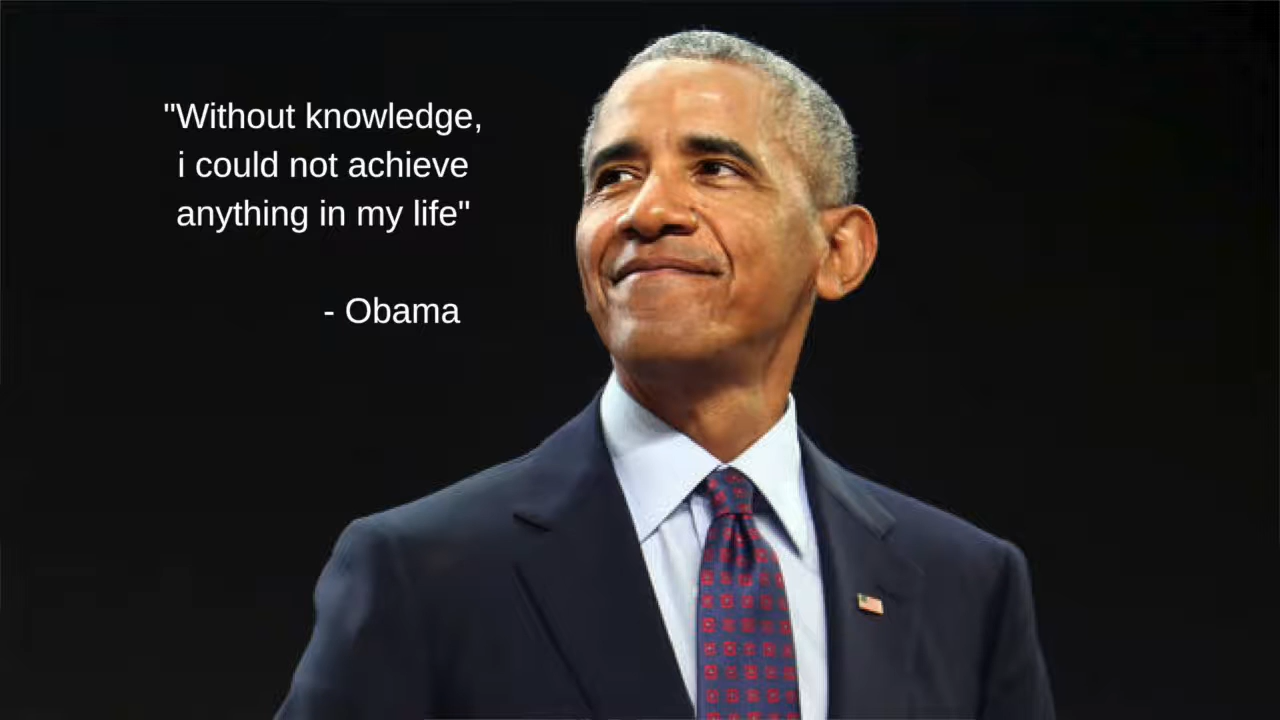 "Without knowledge,
i could not achieve
anything in my life"
- Obama